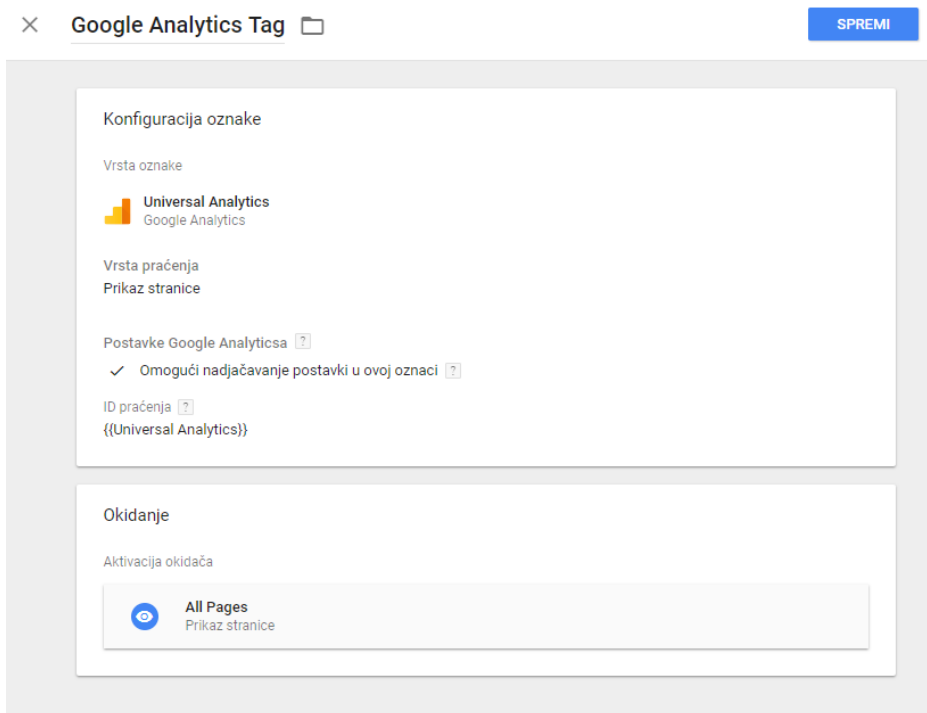 Google Analytics Tag
SPREMI
Konfiguracija oznake
Vrsta oznake
Universal Analytics
Google Analytics
Vrsta praćenja
Prikaz stranice
Postavke Google Analyticsa ?
Omogući nadjačavanje postavki u ovoj oznaci ?
ID praćenja ?
{{Universal Analytics}}
Okidanje
Aktivacija okidača
All Pages
Prikaz stranice